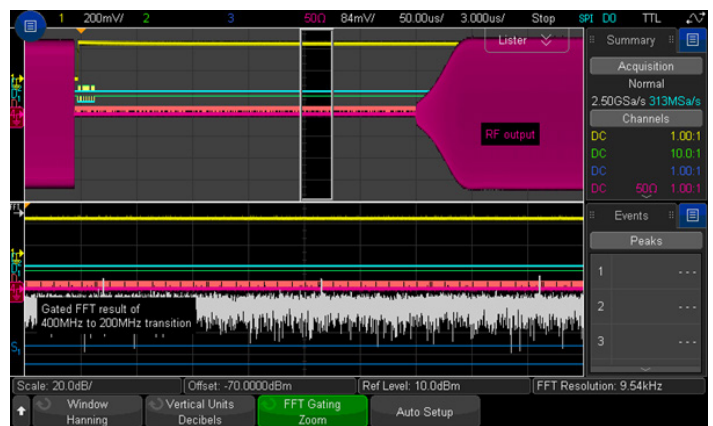 1 200mV/ 2 3 50Ω 84mV/ 50.00us/ 3.000us/ Stop SPI D0 TTL
Lister
RF output
Summary
Acquisition
Normal
2.50GSa/s 313MSa/s
Channels
DC 1.00:1
DC 10.0:1
DC 1.00:1
DC 50Ω 1.00:1
FFT
Gated FFT result of
400MHz to 200MHz transition
S1
Events
Peaks
1 ---
2 ---
3 ---
Scale: 20.0dB/ Offset: -70.0000dBm Ref Level: 10.0dBm FFT Resolution: 9.54kHz
Window
Hanning
Vertical Units
Decibels
FFT Gating
Zoom
Auto Setup